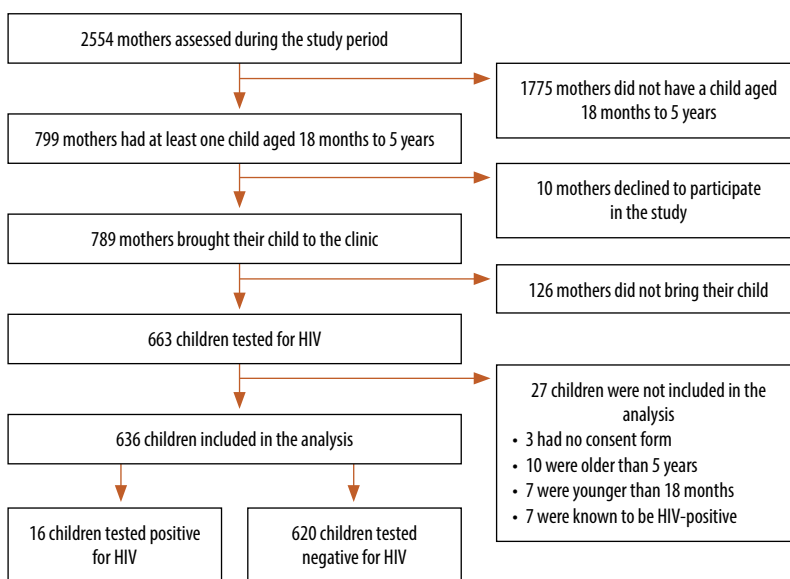 2554 mothers assessed during the study period
1775 mothers did not have a child aged
18 months to 5 years
799 mothers had at least one child aged 18 months to 5 years
10 mothers declined to participate
in the study
789 mothers brought their child to the clinic
126 mothers did not bring their child
663 children tested for HIV
27 children were not included in the
analysis
• 3 had no consent form
• 10 were older than 5 years
• 7 were younger than 18 months
• 7 were known to be HIV-positive
636 children included in the analysis
16 children tested positive
for HIV
620 children tested
negative for HIV